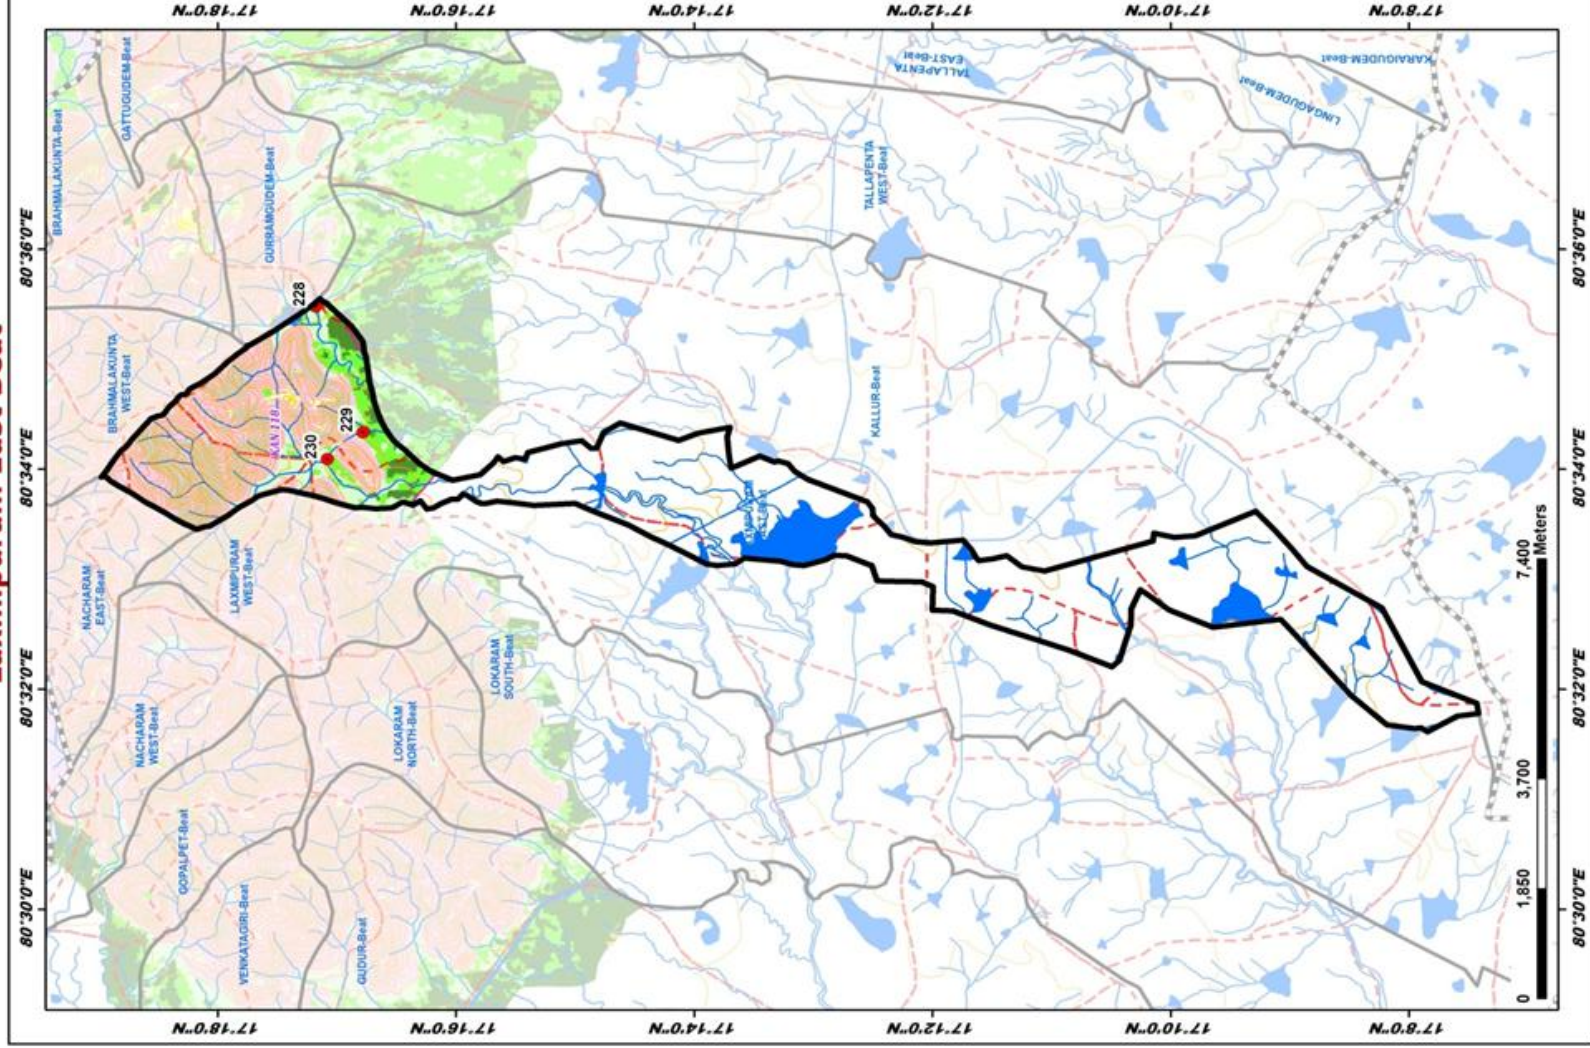 17°18'0"N
17°16'0"N
17°14'0"N
17°12'0"N
17°10'0"N
17°8'0"N
80°36'0"E
80°34'0"E
80°32'0"E
80°30'0"E
BRAHMALAKUNTA-Beat
GATTUGUDEM-Beat
GURRAMGUDEM-Beat
TALLAPENTA
EAST-Beat
LINGAGUDEM-Beat
KARAIGUDEM-Beat
TALLAPENTA
WEST-Beat
BRAHMALAKUNTA
WEST-Beat
228
229
230
KAN 118
KALLUR-Beat
NACHARAM
EAST-Beat
LAXMIPURAM
WEST-Beat
LOKARAM
SOUTH-Beat
NACHARAM
WEST-Beat
LOKARAM
NORTH-Beat
GOPALPET-Beat
VENKATAGIRI-Beat
GUDUR-Beat
0
1,850
3,700
7,400
Meters
80°36'0"E
80°34'0"E
80°32'0"E
80°30'0"E
17°18'0"N
17°16'0"N
17°14'0"N
17°12'0"N
17°10'0"N
17°8'0"N